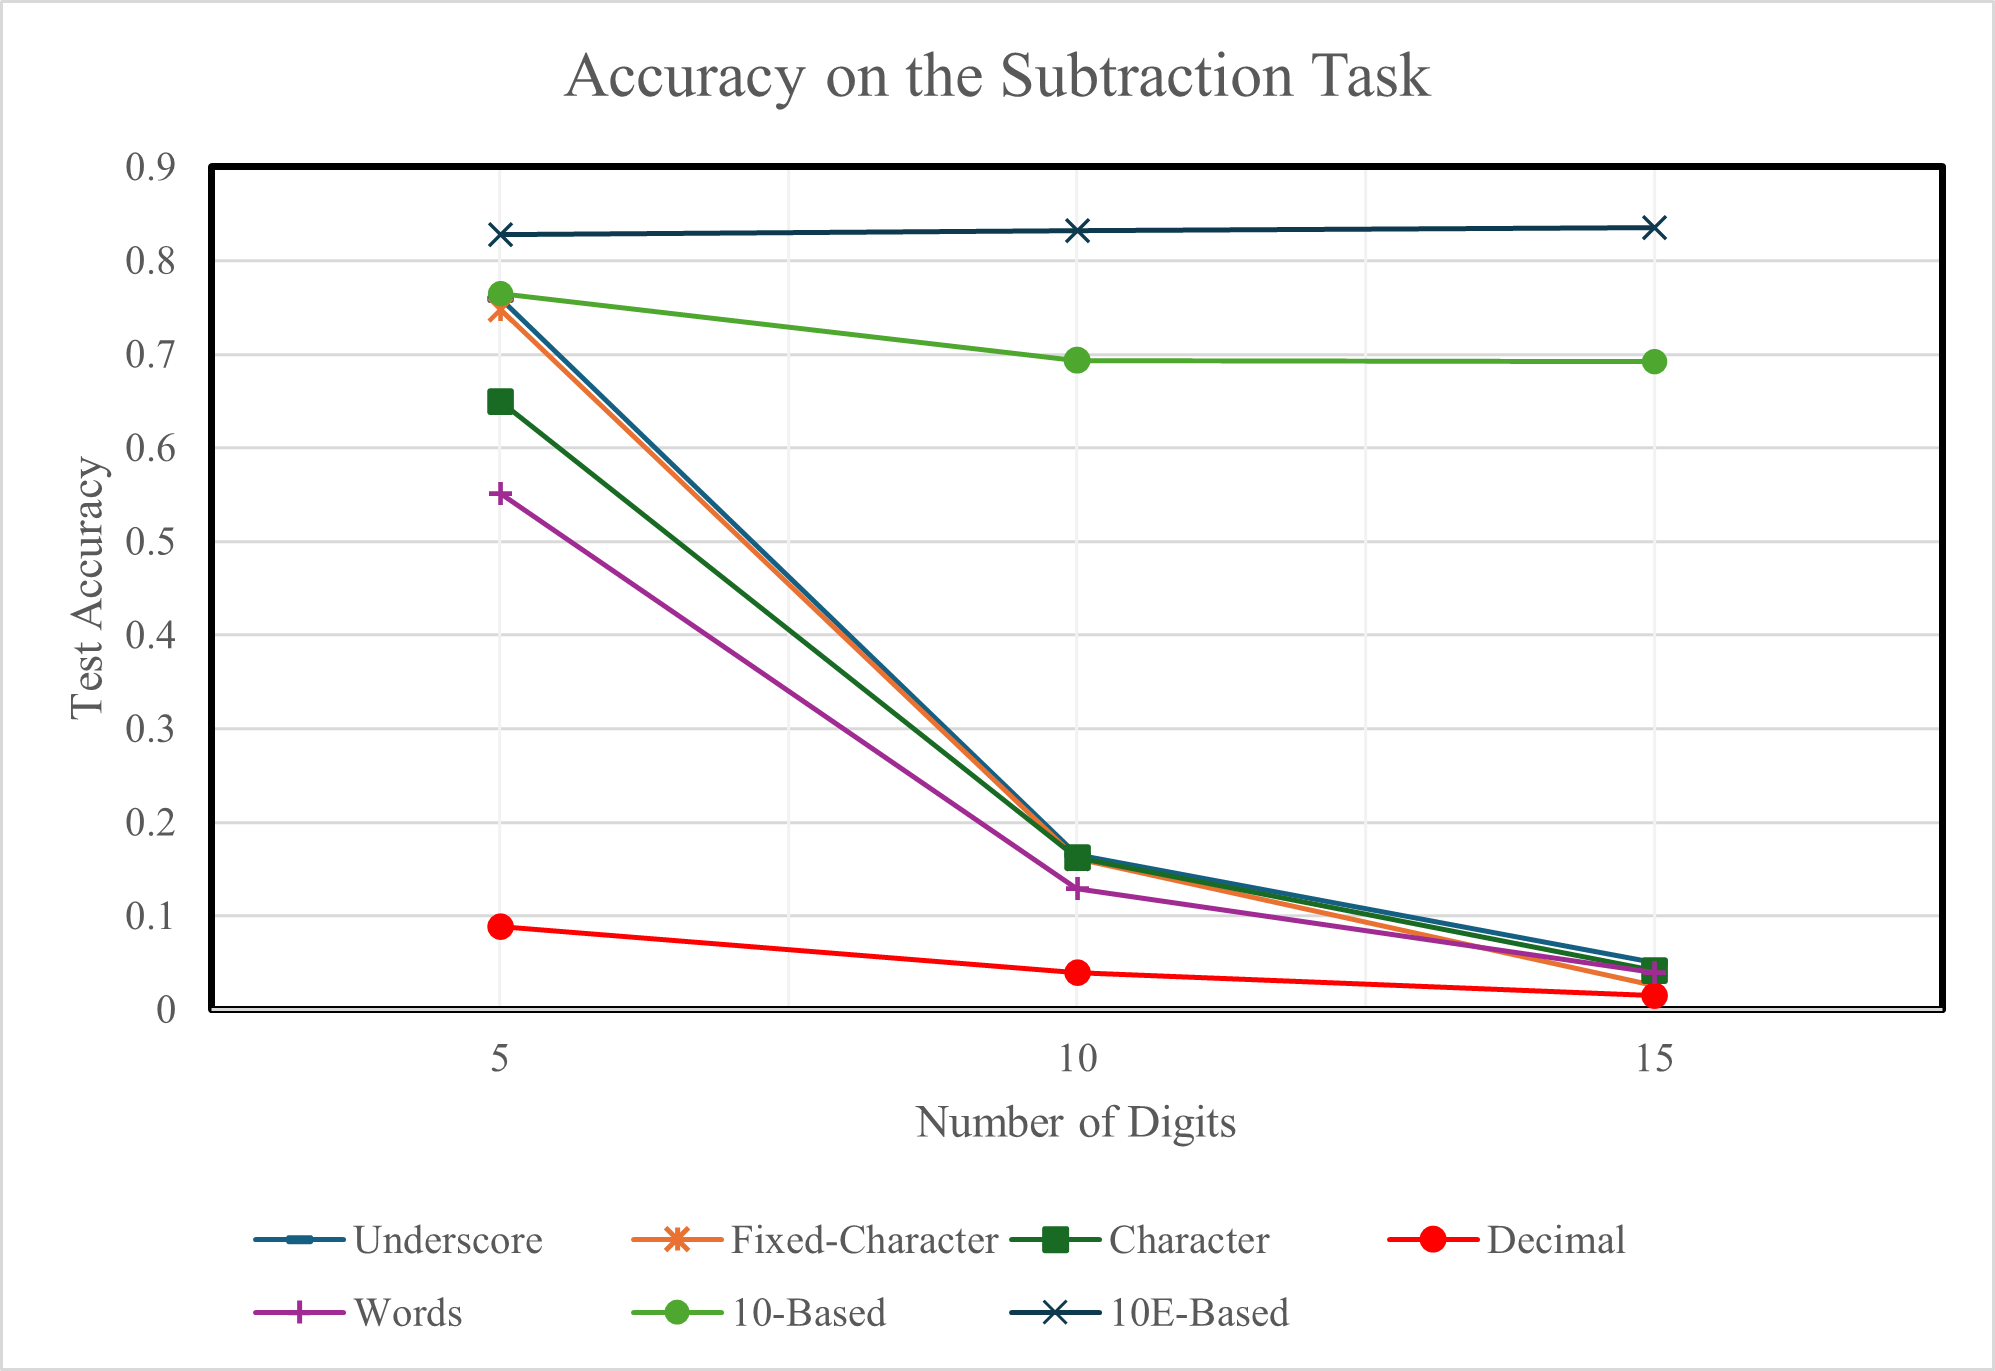 Accuracy on the Subtraction Task
0.9
0.8
0.7
0.6
0.5
0.4
0.3
0.2
0.1
0
Test Accuracy
5 10 15
Number of Digits
Underscore Fixed-Character Character Decimal
Words 10-Based 10E-Based